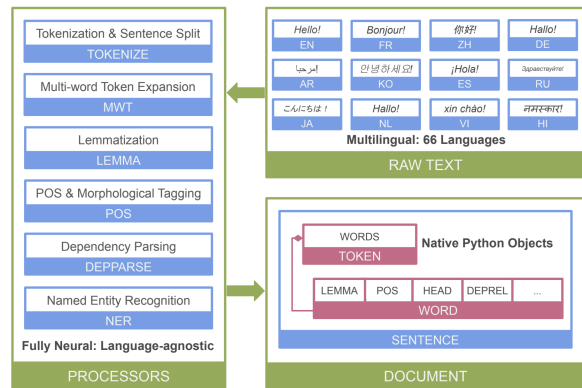 Tokenization & Sentence Split
TOKENIZE
Multi-word Token Expansion
MWT
Lemmatization
LEMMA
POS & Morphological Tagging
POS
Dependency Parsing
DEPPARSE
Named Entity Recognition
NER
Fully Neural: Language-agnostic
PROCESSORS
Hello! Bonjour! 你好! Hallo!
EN FR ZH DE
مرحبا! 안녕하세요! ¡Hola! Здравствуйте!
AR KO ES RU
こんにちは! Hallo! xin chào! नमस्कार!
JA NL VI HI
Multilingual: 66 Languages
RAW TEXT
WORDS
TOKEN
Native Python Objects
LEMMA POS HEAD DEPREL ...
WORD
SENTENCE
DOCUMENT